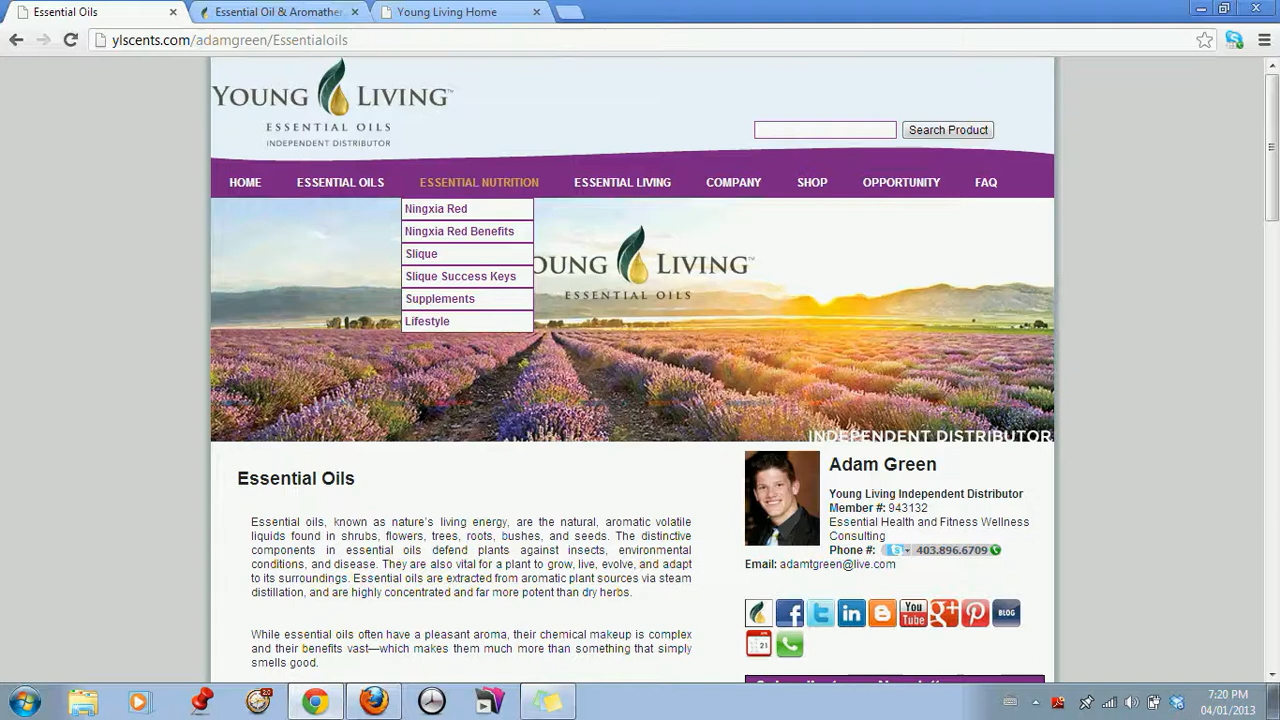 Essential Oils
Essential Oil & Aromather
Young Living Home
ylscents.com/adamgreen/Essentialoils
YOUNG LIVING™
ESSENTIAL OILS
INDEPENDENT DISTRIBUTOR
Search Product
HOME
ESSENTIAL OILS
ESSENTIAL NUTRITION
ESSENTIAL LIVING
COMPANY
SHOP
OPPORTUNITY
FAQ
Ningxia Red
Ningxia Red Benefits
Slique
Slique Success Keys
Supplements
Lifestyle
OUNG LIVING™
ESSENTIAL OILS
INDEPENDENT DISTRIBUTOR
Essential Oils
Essential oils, known as nature's living energy, are the natural, aromatic volatile
liquids found in shrubs, flowers, trees, roots, bushes, and seeds. The distinctive
components in essential oils defend plants against insects, environmental
conditions, and disease. They are also vital for a plant to grow, live, evolve, and adapt
to its surroundings. Essential oils are extracted from aromatic plant sources via steam
distillation, and are highly concentrated and far more potent than dry herbs.
While essential oils often have a pleasant aroma, their chemical makeup is complex
and their benefits vast—which makes them much more than something that simply
smells good.
Adam Green
Young Living Independent Distributor
Member #: 943132
Essential Health and Fitness Wellness
Consulting
Phone #: 403.896.6709
Email: adamtgreen@live.com
You
Tube
BLOG
21
20
7:20 PM
04/01/2013